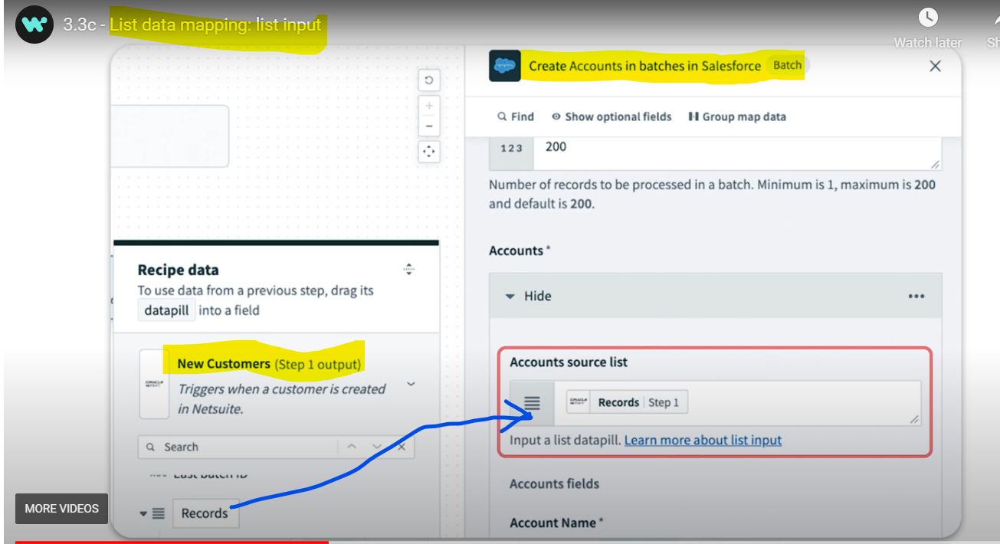 3.3c - List data mapping: list input
Watch later
Sh
Create Accounts in batches in Salesforce Batch
Find Show optional fields Group map data
123 200
Number of records to be processed in a batch. Minimum is 1, maximum is 200
and default is 200.
Accounts *
Hide
Accounts source list
ORACLE NETSUITE Records Step 1
Input a list datapill. Learn more about list input
Accounts fields
Account Name *
Recipe data
To use data from a previous step, drag its
datapill into a field
New Customers (Step 1 output)
ORACLE NETSUITE
Triggers when a customer is created
in Netsuite.
Search
Last batch ID
Records
MORE VIDEOS